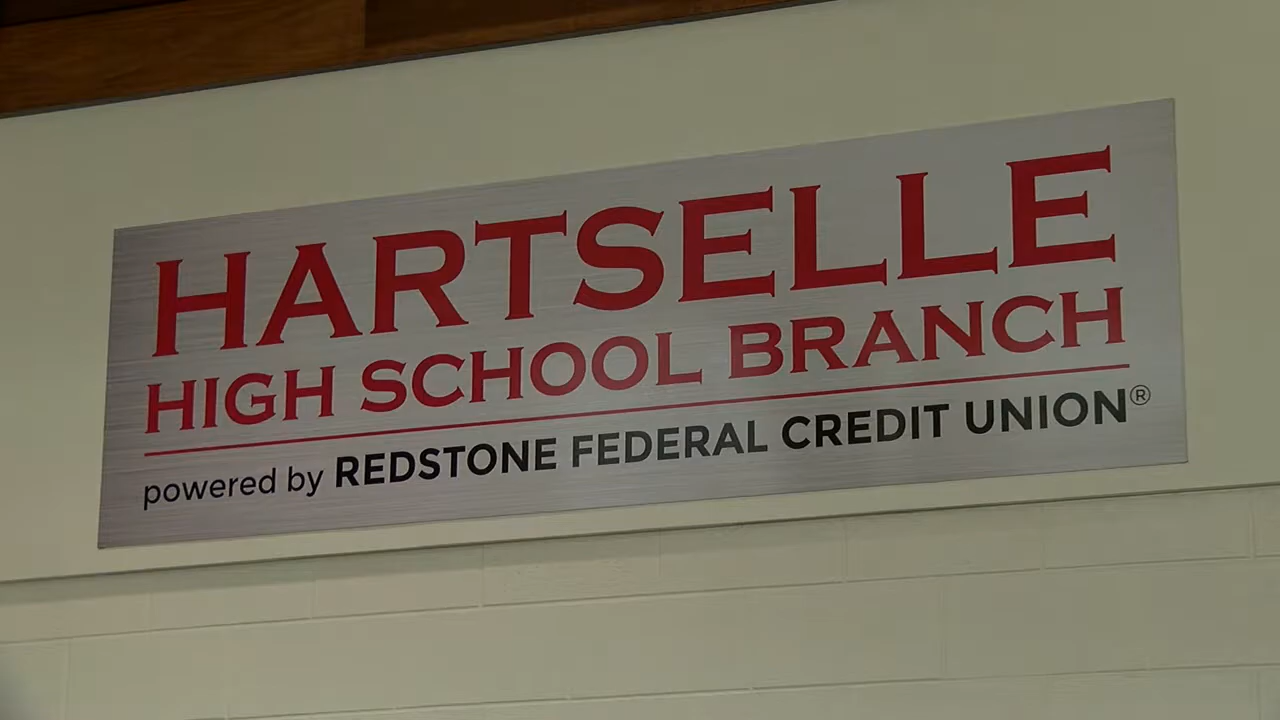 HARTSELLE
HIGH SCHOOL BRANCH
powered by REDSTONE FEDERAL CREDIT UNION®